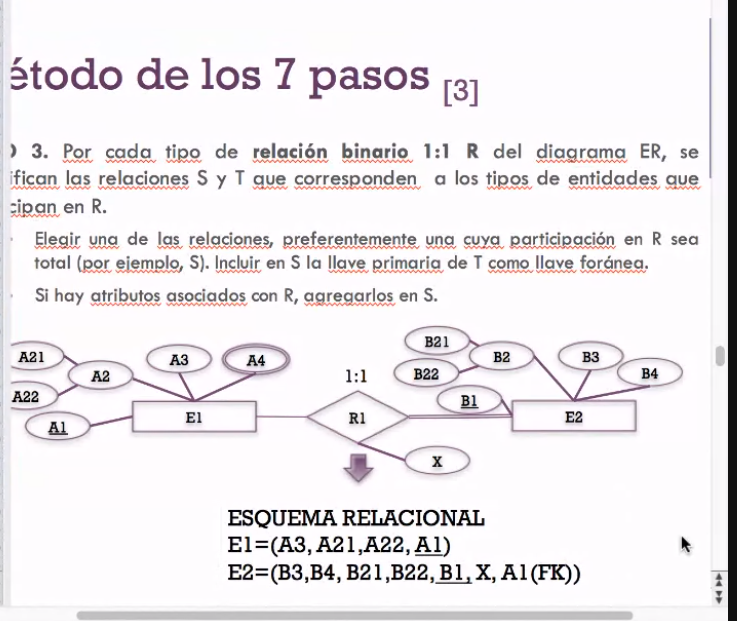 étodo de los 7 pasos [3]
3. Por cada tipo de relación binario 1:1 R del diagrama ER, se
ifican las relaciones S y T que corresponden a los tipos de entidades que
cipan en R.
Elegir una de las relaciones, preferentemente una cuya participación en R sea
total (por ejemplo, S). Incluir en S la llave primaria de T como llave foránea.
Si hay atributos asociados con R, agregarlos en S.
A21
A2
A22
A1
A3
A4
E1
1:1
R1
X
B21
B22
B2
B1
B3
B4
E2
ESQUEMA RELACIONAL
E1=(A3, A21,A22, A1)
E2=(B3,B4, B21,B22, B1, X, A1(FK))